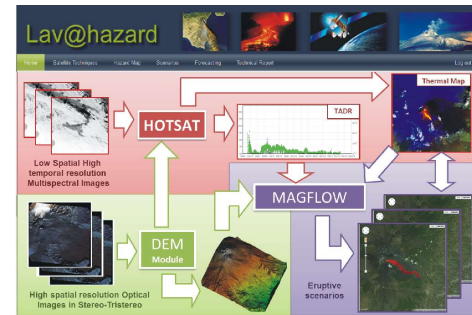 Lav@hazard
Home Satellite Techniques Hazard Map Scenarios Forecasting Technical Report Log out
Thermal Map
TADR
HOTSAT
Low Spatial High
temporal resolution
Multispectral Images
MAGFLOW
DEM
Module
High spatial resolution Optical
Images in Stereo-Tristereo
Eruptive
scenarios